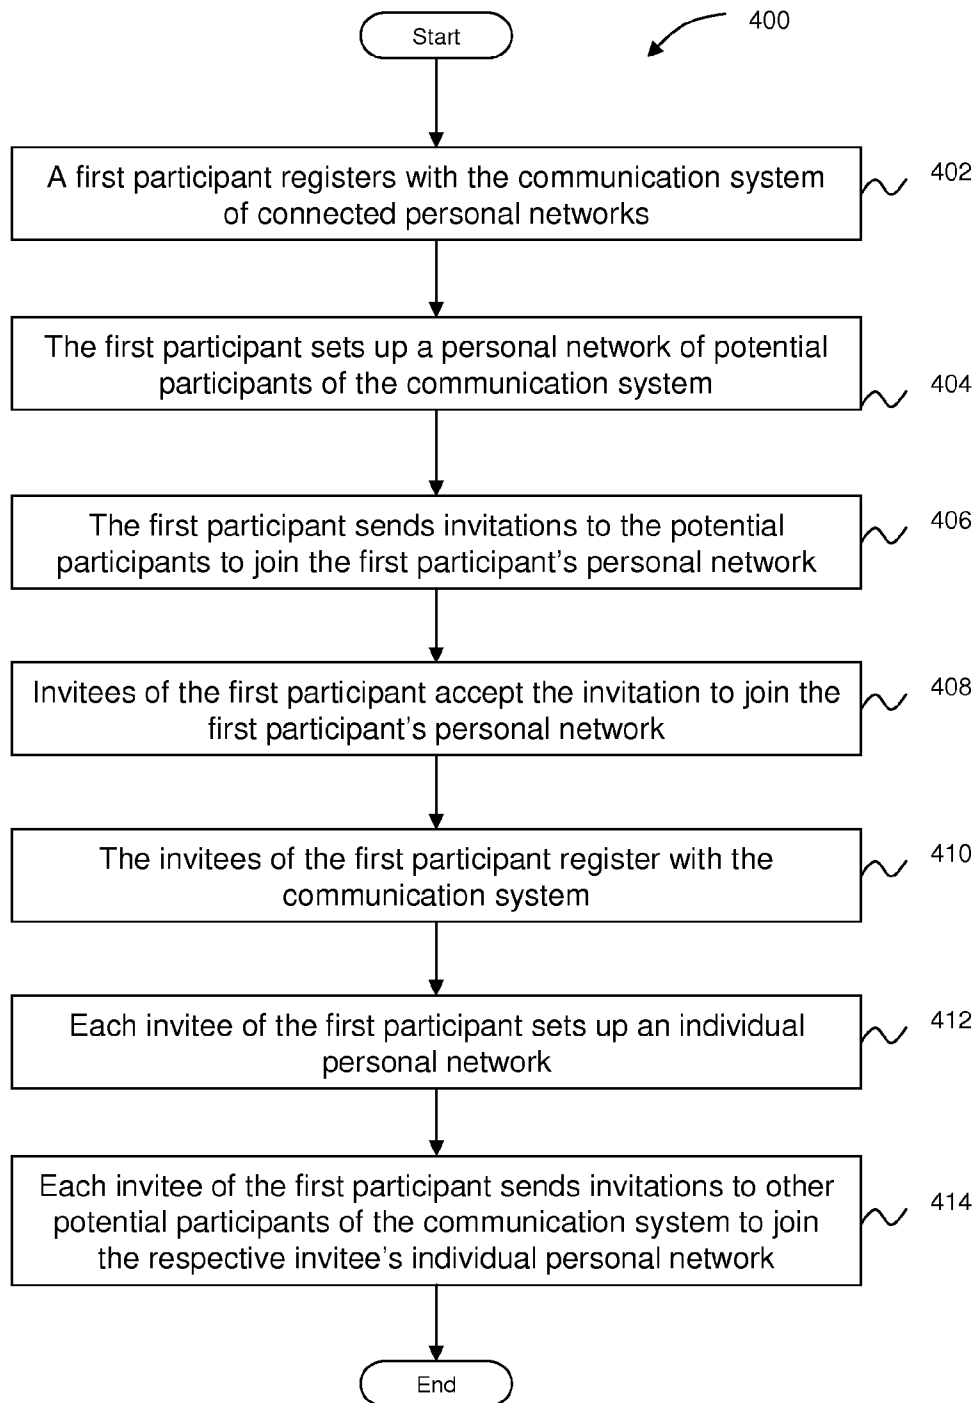 Start
400
A first participant registers with the communication system
of connected personal networks
402
The first participant sets up a personal network of potential
participants of the communication system
404
The first participant sends invitations to the potential
participants to join the first participant’s personal network
406
Invitees of the first participant accept the invitation to join the
first participant’s personal network
408
The invitees of the first participant register with the
communication system
410
Each invitee of the first participant sets up an individual
personal network
412
Each invitee of the first participant sends invitations to other
potential participants of the communication system to join
the respective invitee’s individual personal network
414
End